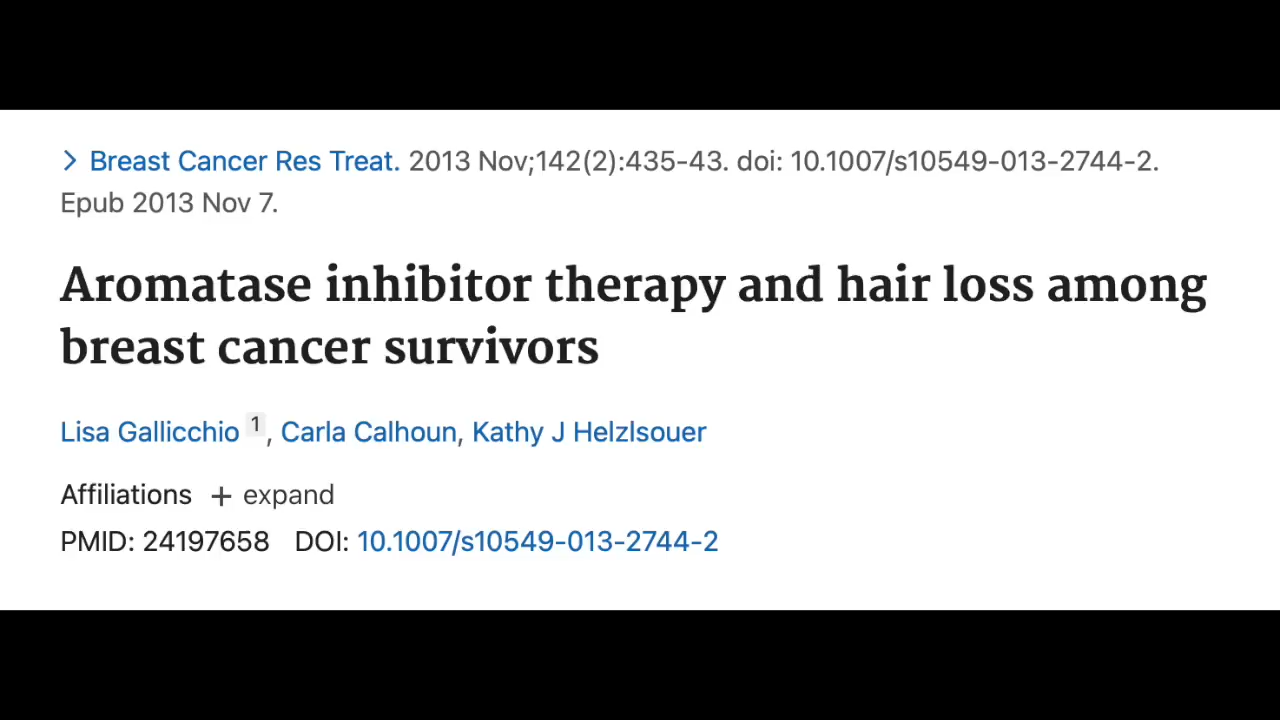 > Breast Cancer Res Treat. 2013 Nov;142(2):435-43. doi: 10.1007/s10549-013-2744-2.
Epub 2013 Nov 7.
Aromatase inhibitor therapy and hair loss among
breast cancer survivors
Lisa Gallicchio 1, Carla Calhoun, Kathy J Helzlsouer
Affiliations + expand
PMID: 24197658 DOI: 10.1007/s10549-013-2744-2